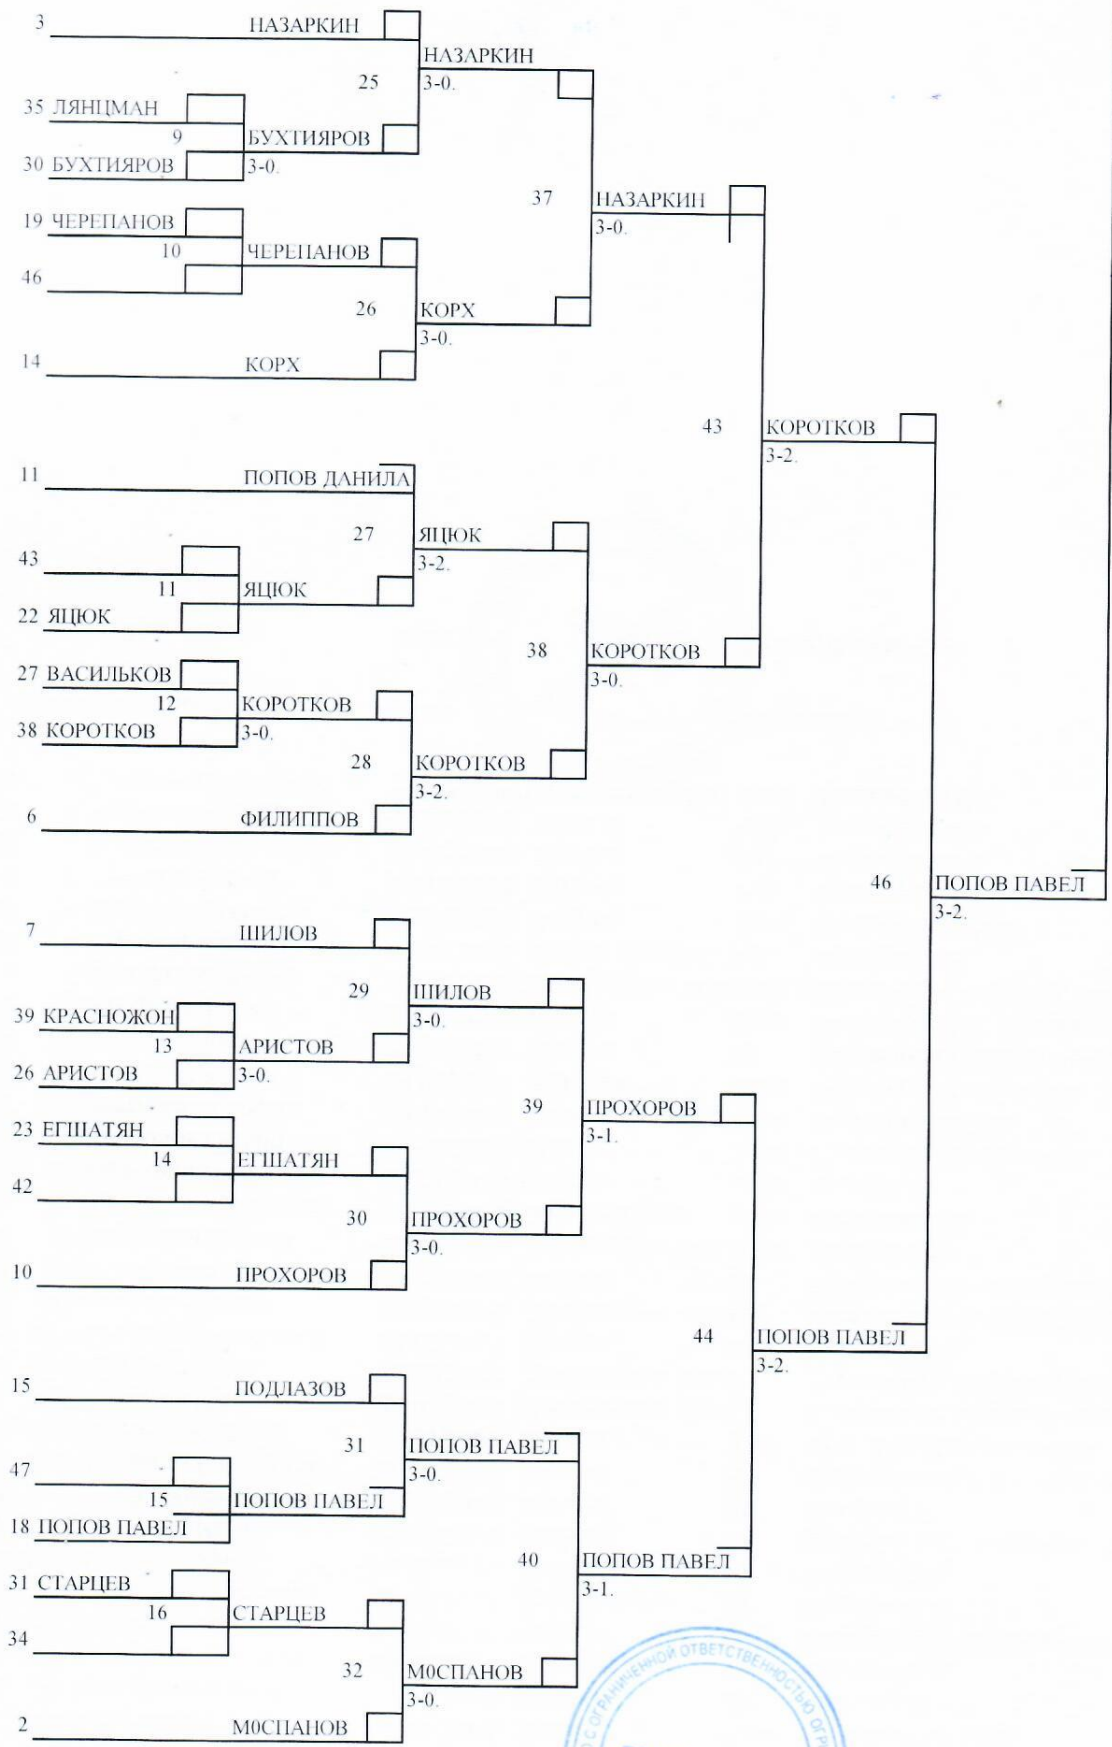 3 НАЗАРКИН
НАЗАРКИН
25 3-0.
35 ЛЯНЦМАН
9 БУХТИЯРОВ
30 БУХТИЯРОВ 3-0.
37 НАЗАРКИН
3-0.
19 ЧЕРЕПАНОВ
10 ЧЕРЕПАНОВ
46
26 КОРХ
3-0.
14 КОРХ
43 КОРОТКОВ
3-2.
11 ПОПОВ ДАНИЛА
27 ЯЦЮК
3-2.
43
11 ЯЦЮК
22 ЯЦЮК
38 КОРОТКОВ
3-0.
27 ВАСИЛЬКОВ
12 КОРОТКОВ
38 КОРОТКОВ 3-0.
28 КОРОТКОВ
3-2.
6 ФИЛИППОВ
46 ПОПОВ ПАВЕЛ
3-2.
7 ШИЛОВ
29 ШИЛОВ
3-0.
39 КРАСНОЖОН
13 АРИСТОВ
26 АРИСТОВ 3-0.
39 ПРОХОРОВ
3-1.
23 ЕГШАТЯН
14 ЕГШАТЯН
42
30 ПРОХОРОВ
3-0.
10 ПРОХОРОВ
44 ПОПОВ ПАВЕЛ
3-2.
15 ПОДЛАЗОВ
31 ПОПОВ ПАВЕЛ
3-0.
47
15 ПОПОВ ПАВЕЛ
18 ПОПОВ ПАВЕЛ
40 ПОПОВ ПАВЕЛ
3-1.
31 СТАРЦЕВ
16 СТАРЦЕВ
34
32 М0СПАНОВ
3-0.
2 М0СПАНОВ
С ОГРАНИЧЕННОЙ ОТВЕТСТВЕННОСТЬЮ